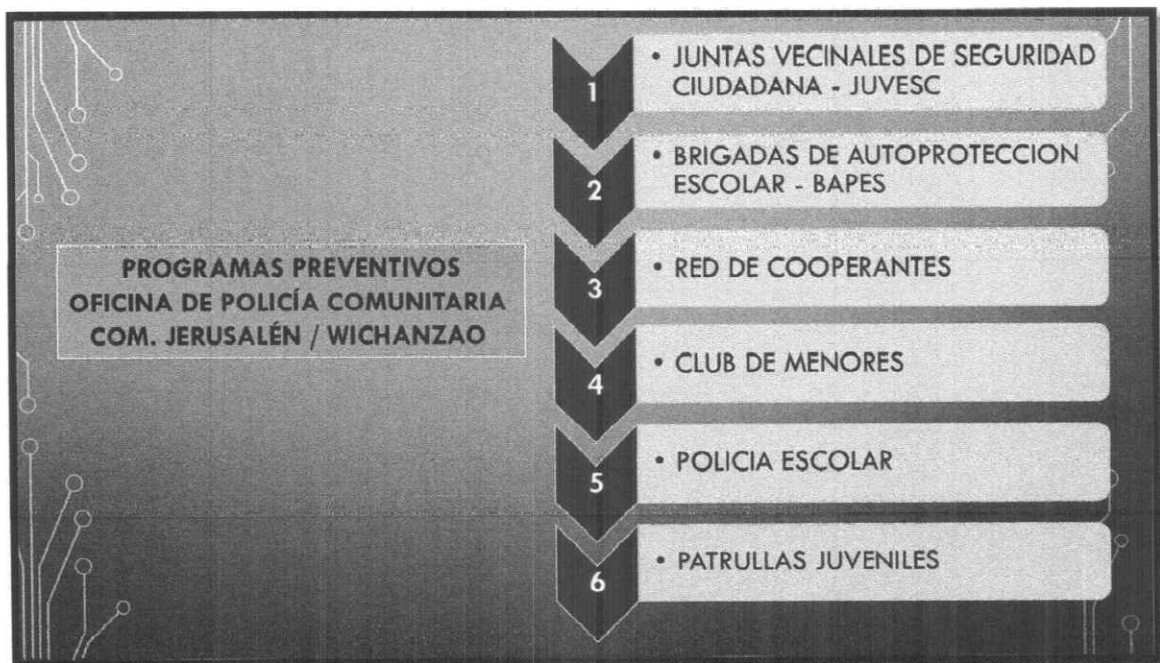 PROGRAMAS PREVENTIVOS
OFICINA DE POLICÍA COMUNITARIA
COM. JERUSALÉN / WICHANZAO
1
• JUNTAS VECINALES DE SEGURIDAD
CIUDADANA - JUVESC
2
• BRIGADAS DE AUTOPROTECCION
ESCOLAR - BAPES
3
• RED DE COOPERANTES
4
• CLUB DE MENORES
5
• POLICIA ESCOLAR
6
• PATRULLAS JUVENILES